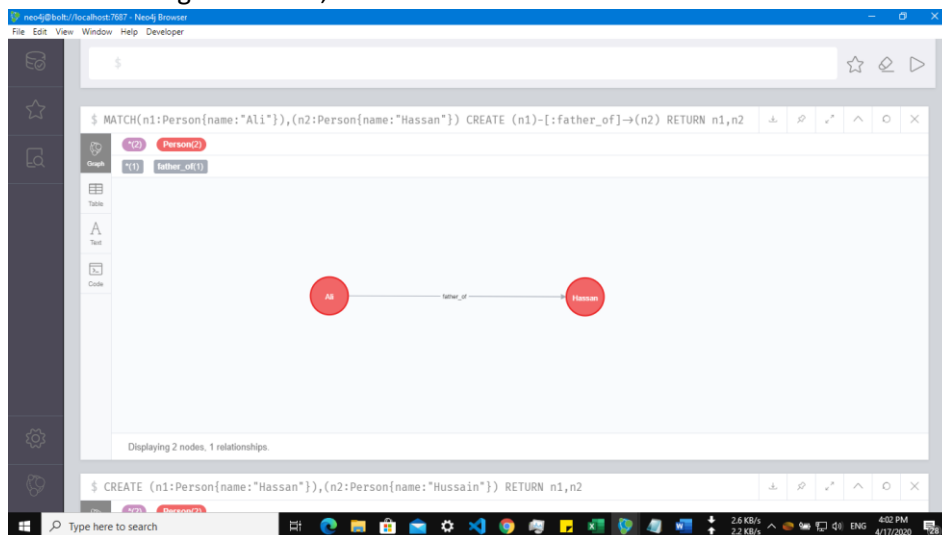 neo4j@bolt://localhost:7687 - Neo4j Browser
File Edit View Window Help Developer
$
$ MATCH(n1:Person{name:"Ali"}),(n2:Person{name:"Hassan"}) CREATE (n1)-[:father_of]→(n2) RETURN n1,n2
*(2) Person(2)
Graph
*(1) father_of(1)
Table
A
Text
Code
Ali father_of Hassan
Displaying 2 nodes, 1 relationships.
$ CREATE (n1:Person{name:"Hassan"}),(n2:Person{name:"Hussain"}) RETURN n1,n2
*(2) Person(2)
Type here to search
2.6 KB/s
2.2 KB/s
ENG
4:02 PM
4/17/2020